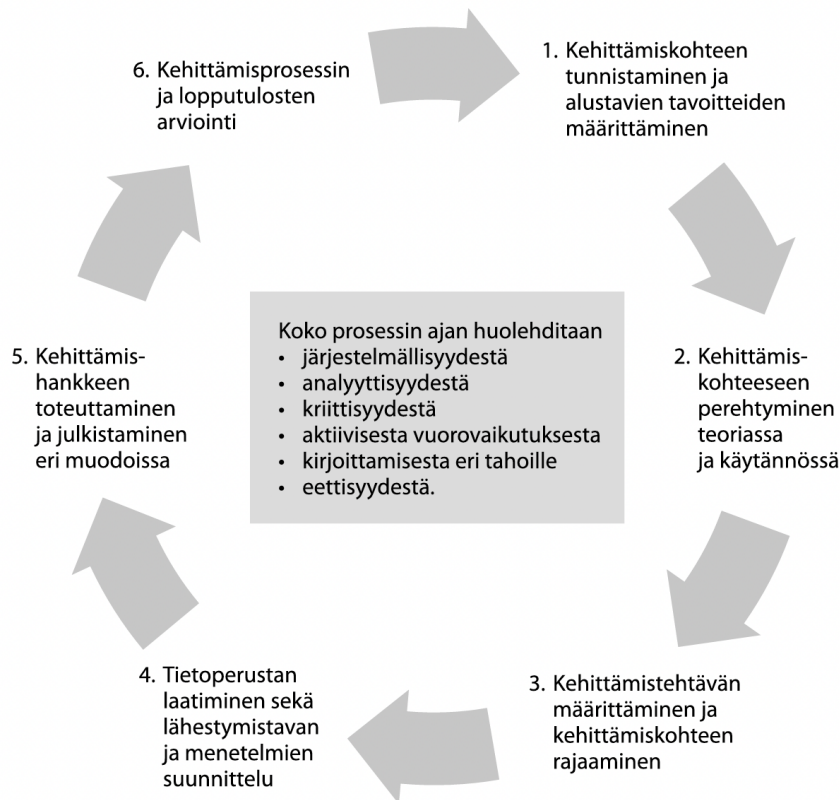 1. Kehittämiskohteen
tunnistaminen ja
alustavien tavoitteiden
määrittäminen
2. Kehittämis-
kohteeseen
perehtyminen
teoriassa
ja käytännössä
3. Kehittämistehtävän
määrittäminen ja
kehittämiskohteen
rajaaminen
4. Tietoperustan
laatiminen sekä
lähestymistavan
ja menetelmien
suunnittelu
5. Kehittämis-
hankkeen
toteuttaminen
ja julkistaminen
eri muodoissa
6. Kehittämisprosessin
ja lopputulosten
arviointi
Koko prosessin ajan huolehditaan
• järjestelmällisyydestä
• analyyttisyydestä
• kriittisyydestä
• aktiivisesta vuorovaikutuksesta
• kirjoittamisesta eri tahoille
• eettisyydestä.